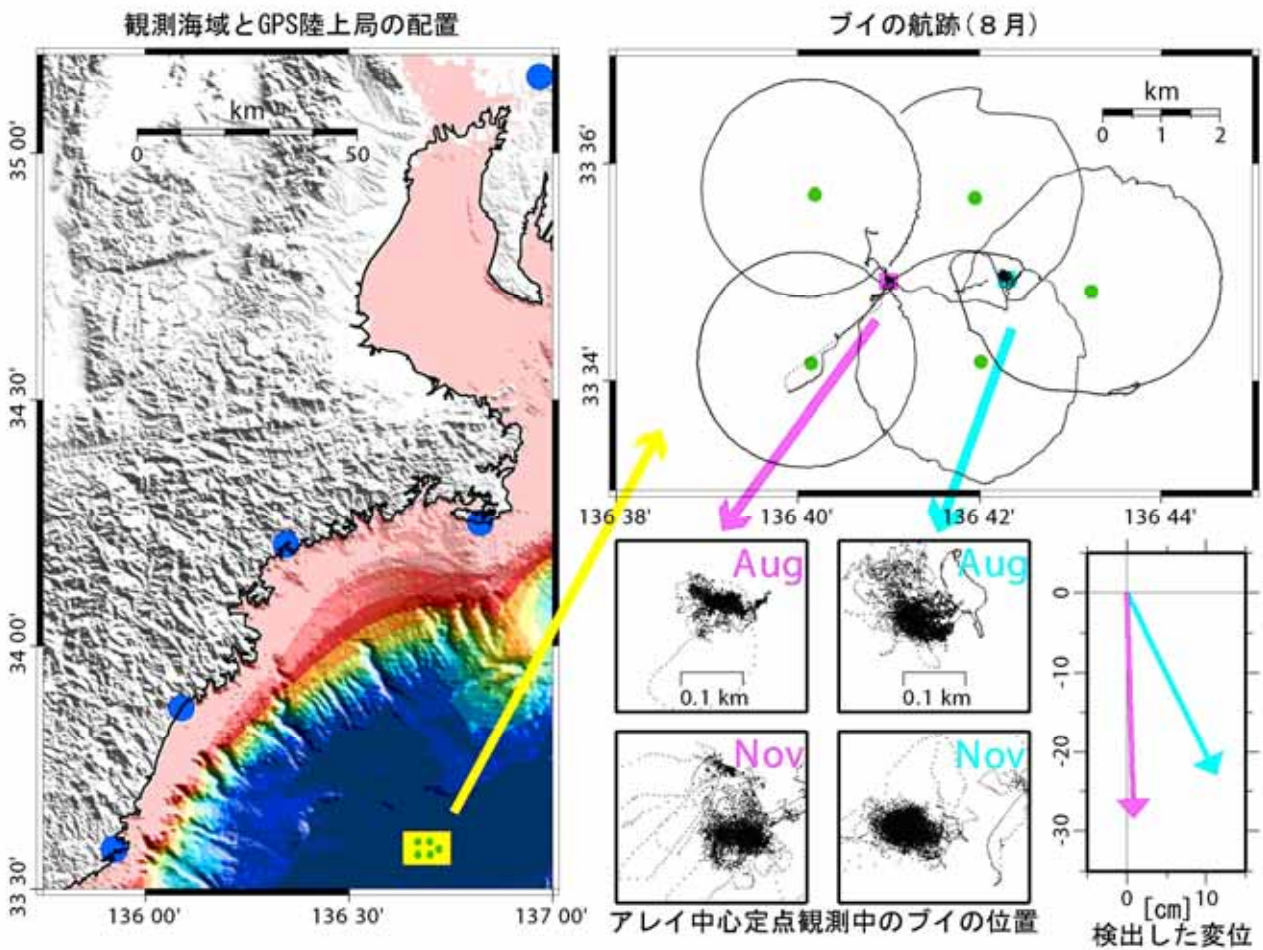 観測海域とGPS陸上局の配置
km
0 50
35 00'
34 30'
34 00'
33 30'
136 00' 136 30' 137 00'
ブイの航跡(８月)
km
0 1 2
33 36'
33 34'
136 38' 136 40' 136 42' 136 44'
Aug
0.1 km
Aug
0.1 km
Nov
Nov
アレイ中心定点観測中のブイの位置
0
-10
-20
-30
0 [cm] 10
検出した変位